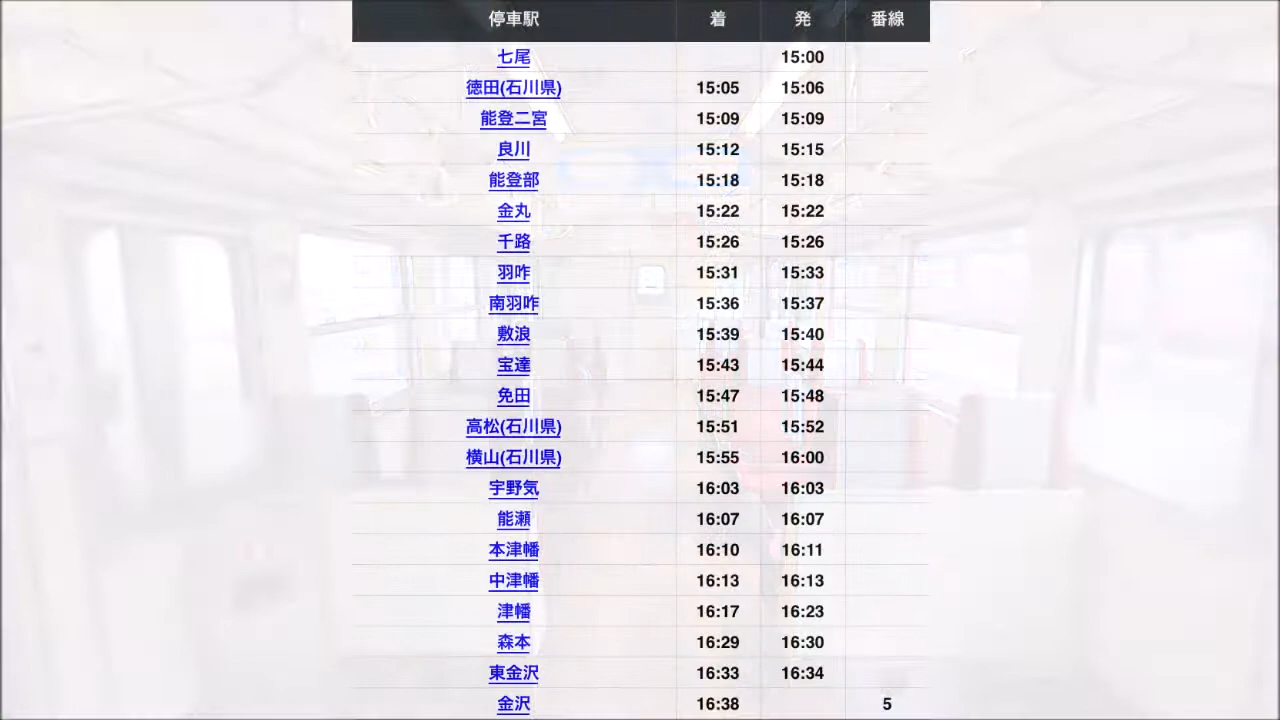 停車駅 着 発 番線
七尾 15:00
徳田(石川県) 15:05 15:06
能登二宮 15:09 15:09
良川 15:12 15:15
能登部 15:18 15:18
金丸 15:22 15:22
千路 15:26 15:26
羽咋 15:31 15:33
南羽咋 15:36 15:37
敷浪 15:39 15:40
宝達 15:43 15:44
免田 15:47 15:48
高松(石川県) 15:51 15:52
横山(石川県) 15:55 16:00
宇野気 16:03 16:03
能瀬 16:07 16:07
本津幡 16:10 16:11
中津幡 16:13 16:13
津幡 16:17 16:23
森本 16:29 16:30
東金沢 16:33 16:34
金沢 16:38 5